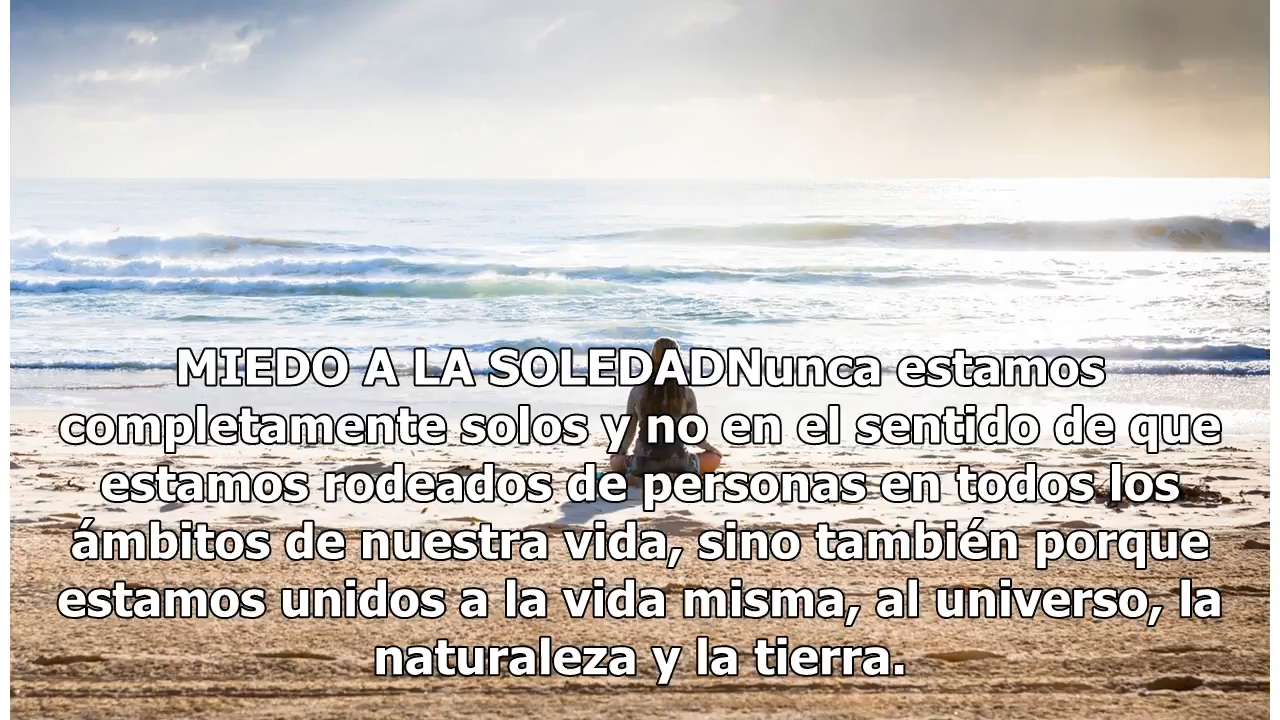 MIEDO A LA SOLEDADNunca estamos
completamente solos y no en el sentido de que
estamos rodeados de personas en todos los
ámbitos de nuestra vida, sino también porque
estamos unidos a la vida misma, al universo, la
naturaleza y la tierra.